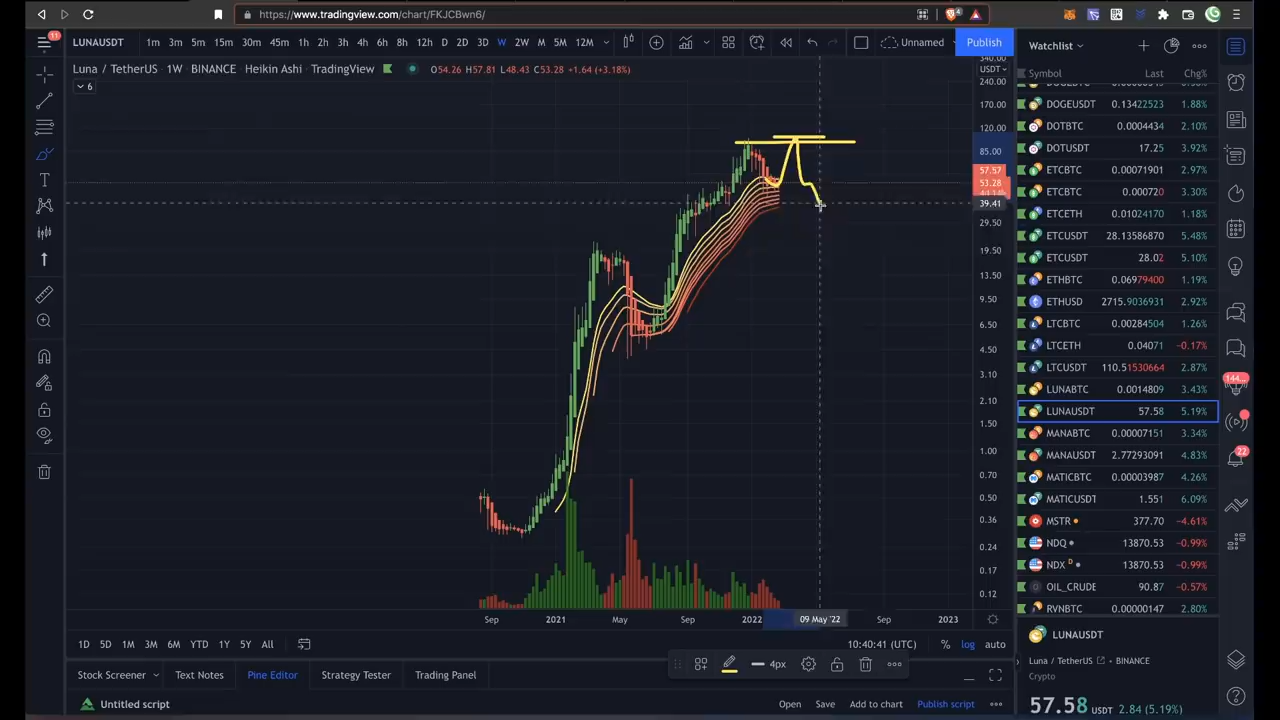 https://www.tradingview.com/chart/FKJCBwn6/
11
LUNAUSDT 1m 3m 5m 15m 30m 45m 1h 2h 3h 4h 6h 8h 12h D 2D 3D W 2W M 5M 12M Unnamed Publish
Luna / TetherUS 1W BINANCE Heikin Ashi TradingView O54.26 H57.81 L48.43 C53.28 +1.64 (+3.18%)
6
USDT
340.00
240.00
170.00
120.00
85.00
57.57
53.28
39.41
29.50
19.50
13.50
9.50
6.50
4.50
3.10
2.10
1.50
1.00
0.70
0.50
0.36
0.24
0.17
0.12
Sep 2021 May Sep 2022 09 May '22 Sep 2023
1D 5D 1M 3M 6M YTD 1Y 5Y All 10:40:41 (UTC) % log auto
4px
Stock Screener Text Notes Pine Editor Strategy Tester Trading Panel
Untitled script Open Save Add to chart Publish script
Watchlist
Symbol Last Chg%
DOGEUSDT 0.13422523 1.88%
DOTBTC 0.0004434 2.10%
DOTUSDT 17.25 3.92%
ETCBTC 0.00071901 3.09%
ETCBTC 0.000720 3.30%
ETCETH 0.01024170 1.18%
ETCUSDT 28.13586870 5.48%
ETCUSDT 28.02 5.10%
ETHBTC 0.06979400 1.19%
ETHUSD 2715.9036931 2.92%
LTCBTC 0.00284504 1.26%
LTCETH 0.04071 -0.17%
LTCUSDT 110.51530664 2.87%
LUNABTC 0.0014809 3.43%
LUNAUSDT 57.58 5.19%
MANABTC 0.00007151 3.34%
MANAUSDT 2.77293091 4.83%
MATICBTC 0.00003987 4.26%
MATICUSDT 1.551 6.09%
MSTR 377.70 -4.61%
NDQ 13870.53 -0.99%
NDX D 13870.53 -0.99%
OIL_CRUDE 90.87 -0.57%
RVNBTC 0.00000147 2.80%
LUNAUSDT
Luna / TetherUS BINANCE
Crypto
57.58 USDT 2.84 (5.19%)
144...
22